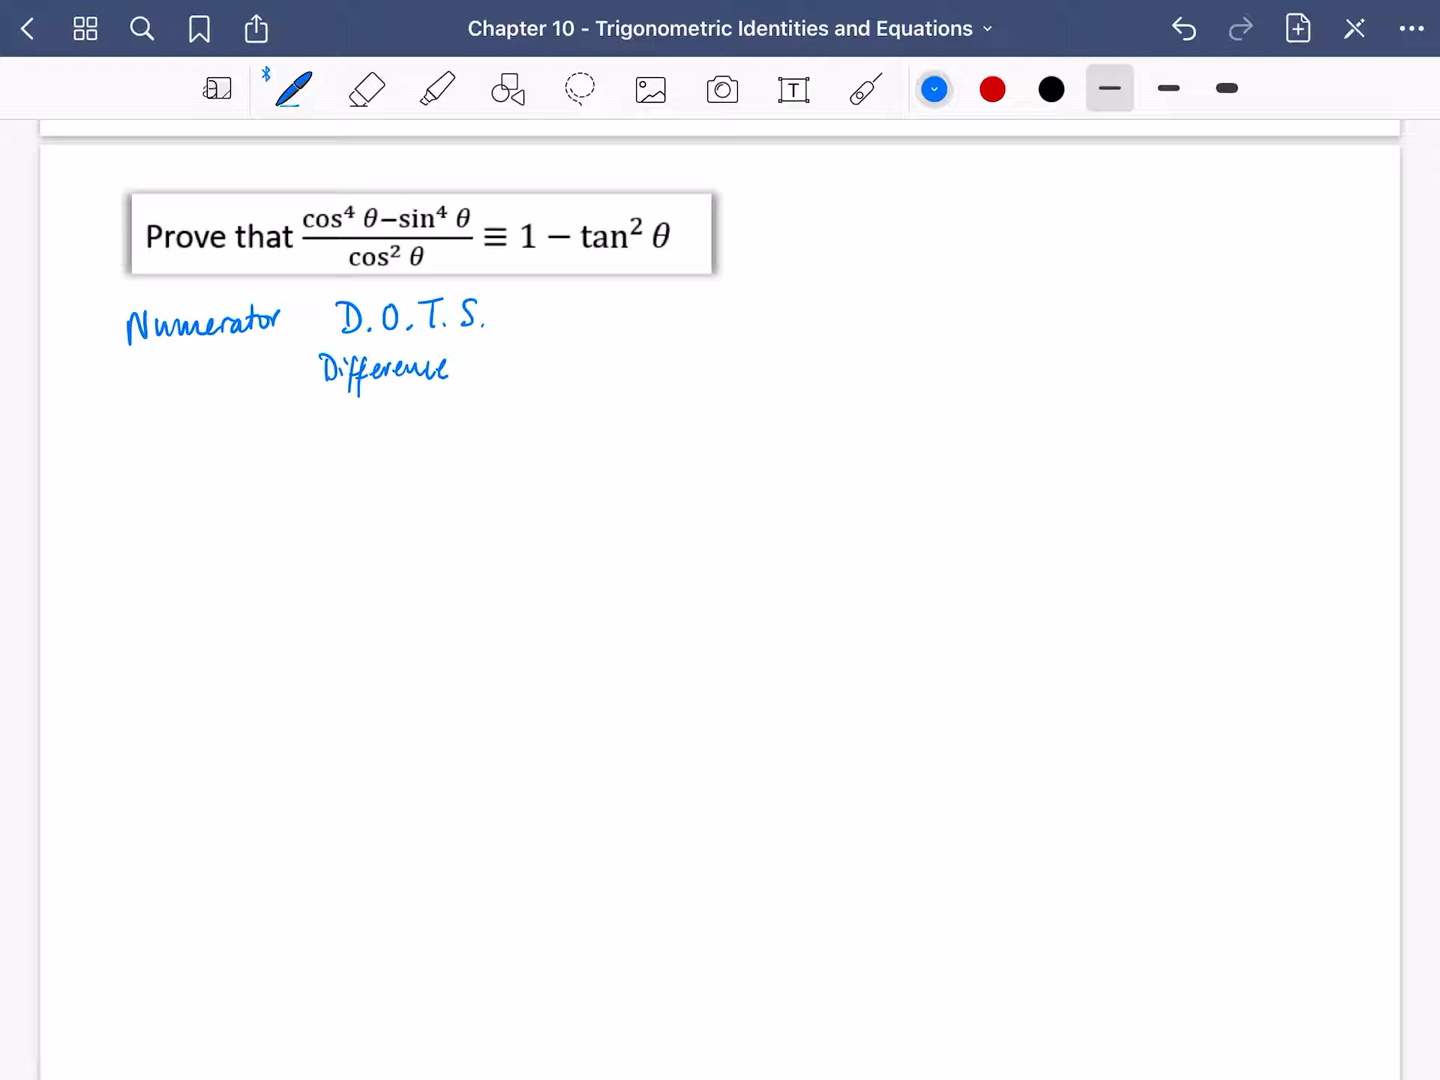 Chapter 10 - Trigonometric Identities and Equations
Prove that (cos⁴ θ−sin⁴ θ)/(cos² θ) ≡ 1 − tan² θ
Numerator D.O.T.S.
Difference